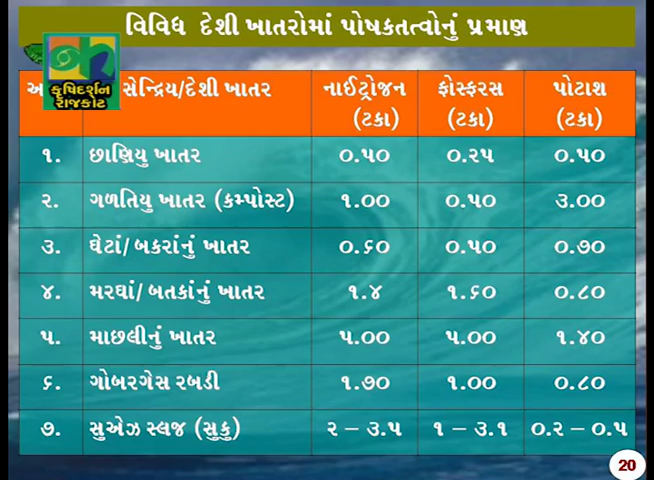 વિવિધ દેશી ખાતરોમાં પોષકતત્વોનું પ્રમાણ
કૃષિદર્શન
રાજકોટ
સેન્દ્રિય/દેશી ખાતર નાઈટ્રોજન (ટકા) ફોસ્ફરસ (ટકા) પોટાશ (ટકા)
૧. છાણિયુ ખાતર ૦.૫૦ ૦.૨૫ ૦.૫૦
૨. ગળતિયુ ખાતર (કમ્પોસ્ટ) ૧.૦૦ ૦.૫૦ ૩.૦૦
૩. ઘેટાં/ બકરાંનું ખાતર ૦.૬૦ ૦.૫૦ ૦.૭૦
૪. મરઘાં/ બતકાંનું ખાતર ૧.૪ ૧.૬૦ ૦.૮૦
૫. માછલીનું ખાતર ૫.૦૦ ૫.૦૦ ૧.૪૦
૬. ગોબરગેસ રબડી ૧.૭૦ ૧.૦૦ ૦.૮૦
૭. સુએઝ સ્લજ (સુકુ) ૨ – ૩.૫ ૧ – ૩.૧ ૦.૨ – ૦.૫
20